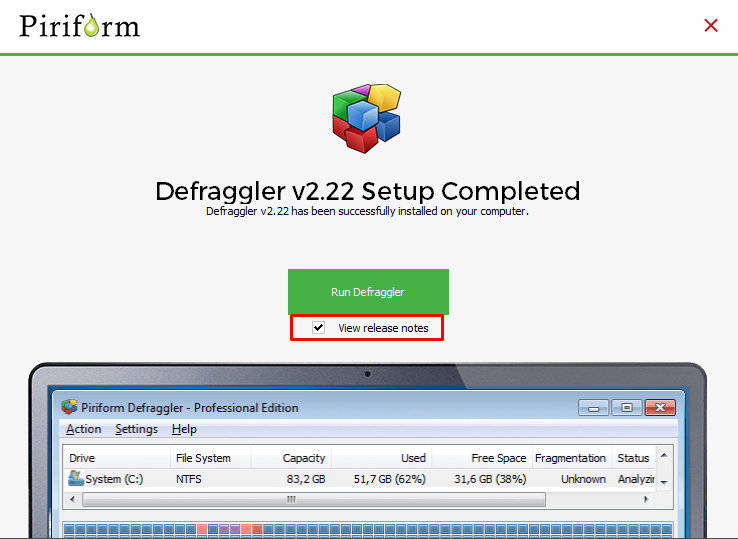 Piriform
Defraggler v2.22 Setup Completed
Defraggler v2.22 has been successfully installed on your computer.
Run Defraggler
View release notes
Piriform Defraggler - Professional Edition
Action Settings Help
Drive File System Capacity Used Free Space Fragmentation Status
System (C:) NTFS 83,2 GB 51,7 GB (62%) 31,6 GB (38%) Unknown Analyzin